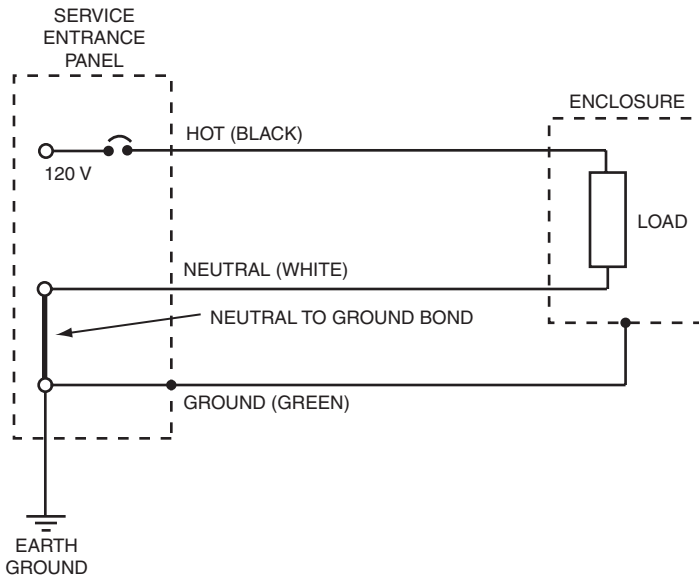 SERVICE
ENTRANCE
PANEL
ENCLOSURE
HOT (BLACK)
120 V
LOAD
NEUTRAL (WHITE)
NEUTRAL TO GROUND BOND
GROUND (GREEN)
EARTH
GROUND